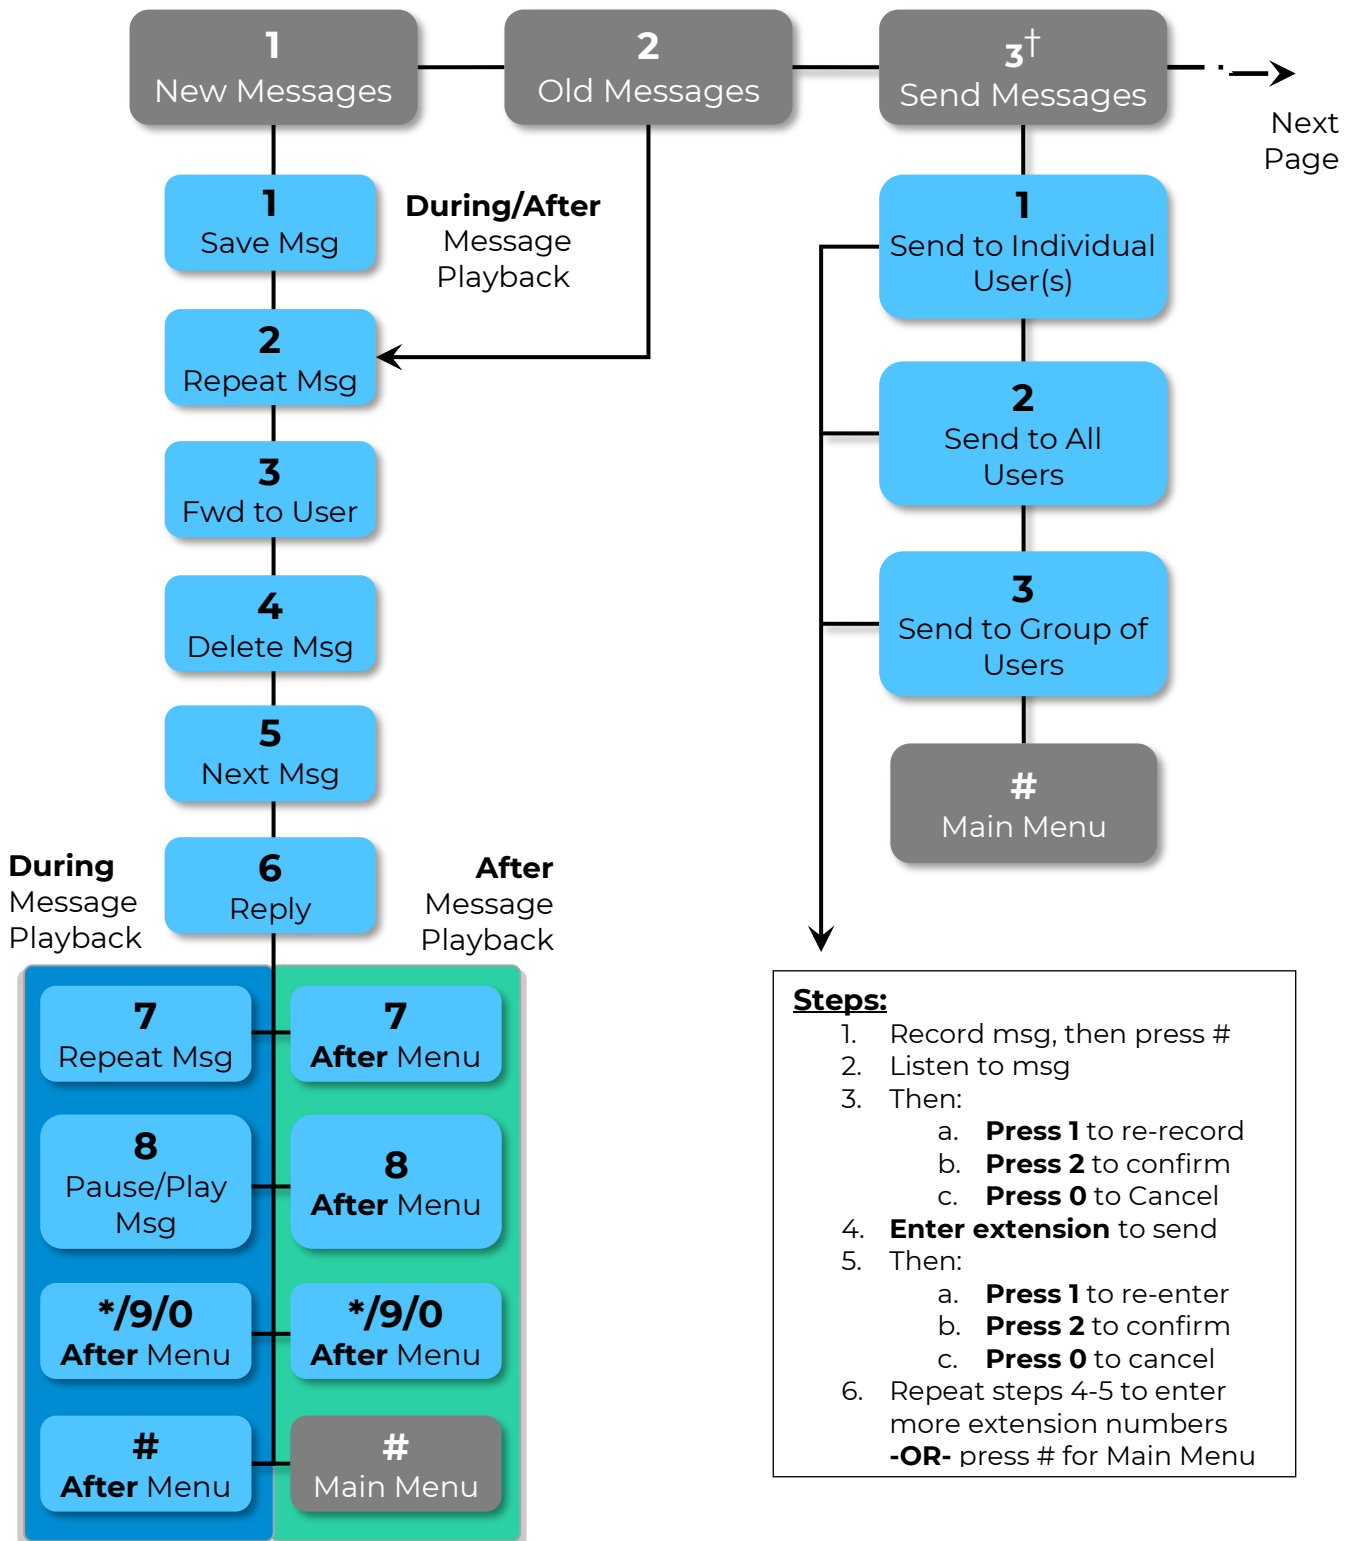 1
New Messages
2
Old Messages
3†
Send Messages
Next
Page
1
Save Msg
During/After
Message
Playback
2
Repeat Msg
3
Fwd to User
4
Delete Msg
5
Next Msg
6
Reply
During
Message
Playback
After
Message
Playback
7
Repeat Msg
7
After Menu
8
Pause/Play
Msg
8
After Menu
*/9/0
After Menu
*/9/0
After Menu
#
After Menu
#
Main Menu
1
Send to Individual
User(s)
2
Send to All
Users
3
Send to Group of
Users
#
Main Menu
Steps:
1. Record msg, then press #
2. Listen to msg
3. Then:
a. Press 1 to re-record
b. Press 2 to confirm
c. Press 0 to Cancel
4. Enter extension to send
5. Then:
a. Press 1 to re-enter
b. Press 2 to confirm
c. Press 0 to cancel
6. Repeat steps 4-5 to enter
more extension numbers
-OR- press # for Main Menu